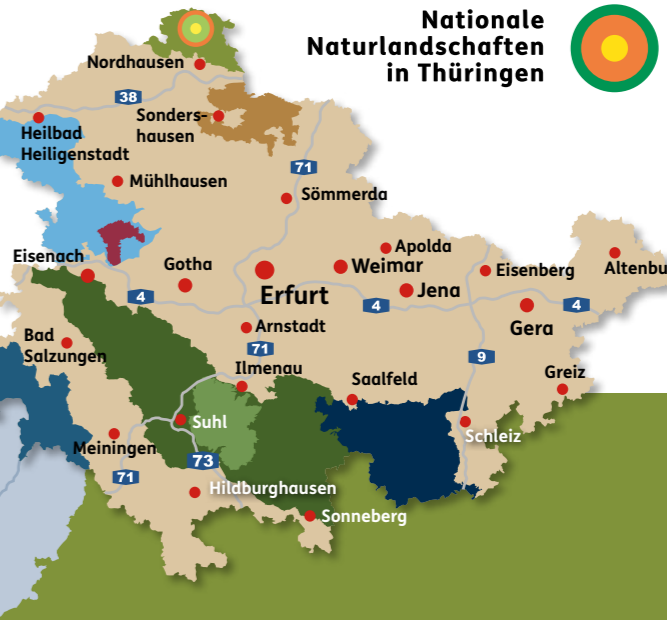 Nationale
Naturlandschaften
in Thüringen
Nordhausen
38
Sonders-
hausen
Heilbad
Heiligenstadt
71
Mühlhausen
Sömmerda
Eisenach
Gotha
Erfurt
Weimar
Apolda
Jena
Eisenberg
Altenbu
4
4
4
Gera
Arnstadt
Bad
Salzungen
71
9
Ilmenau
Saalfeld
Greiz
Suhl
Schleiz
Meiningen
73
71
Hildburghausen
Sonneberg